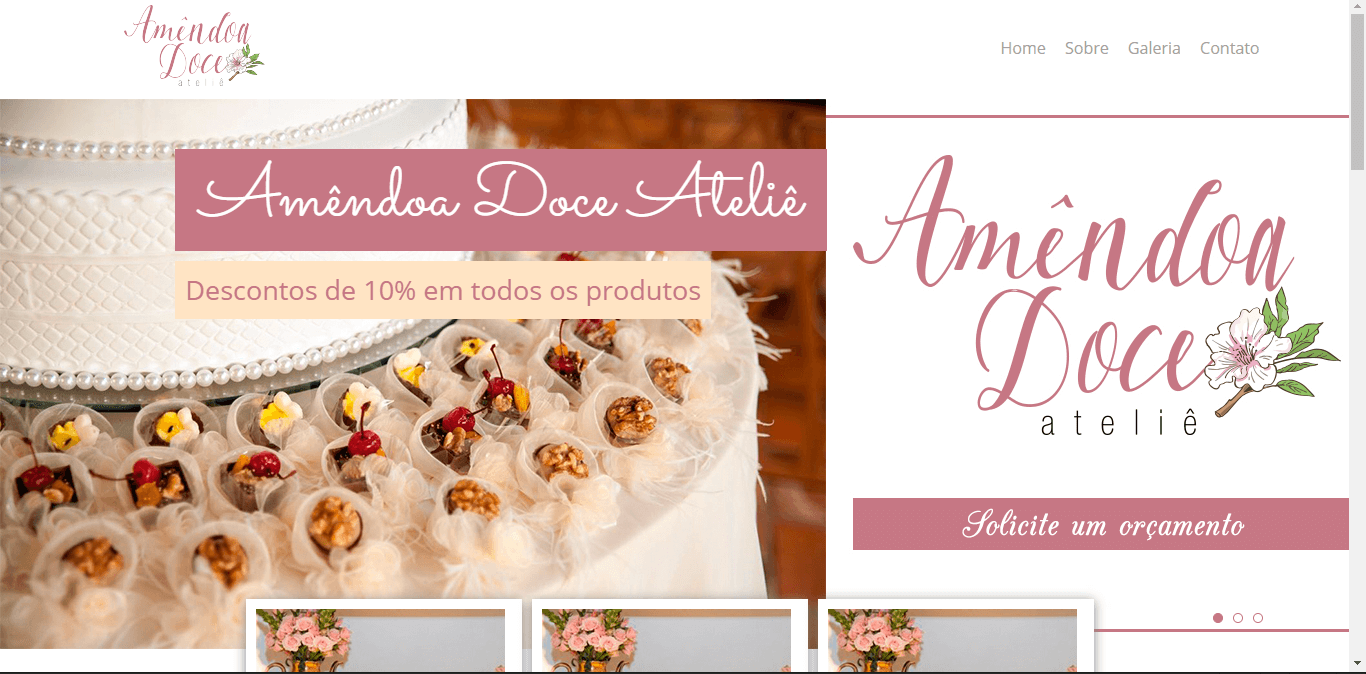 Amêndoa
Doce
ateliê
Home Sobre Galeria Contato
Amêndoa Doce Ateliê
Descontos de 10% em todos os produtos
Amêndoa
Doce
ateliê
Solicite um orçamento